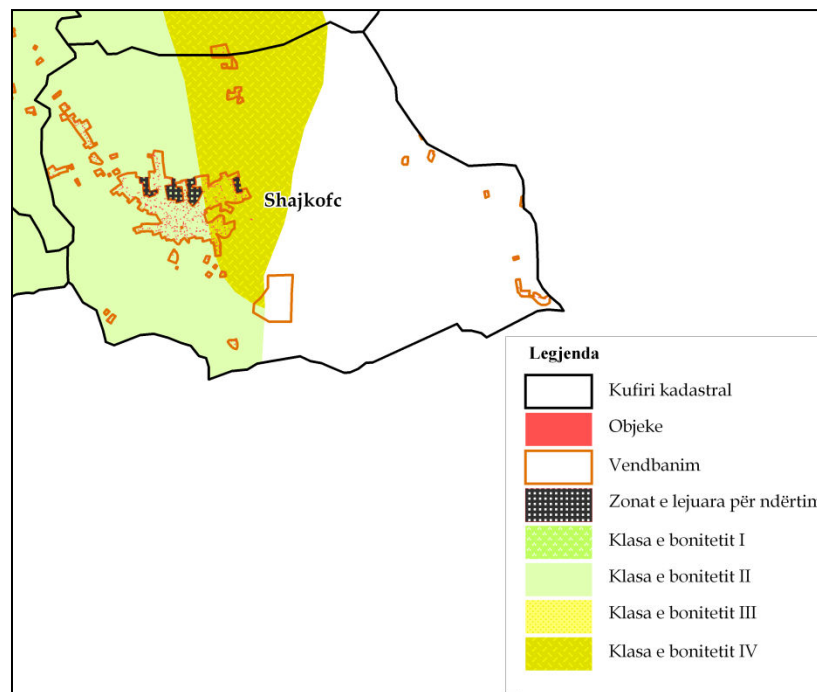 Shajkofc
Legjenda
Kufiri kadastral
Objeke
Vendbanim
Zonat e lejuara për ndërtim
Klasa e bonitetit I
Klasa e bonitetit II
Klasa e bonitetit III
Klasa e bonitetit IV